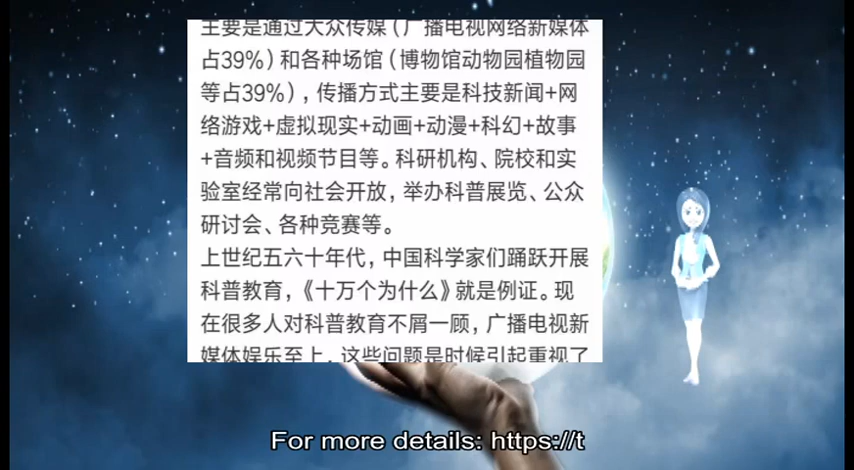 主要是通过大众传媒（广播电视网络新媒体
占39%）和各种场馆（博物馆动物园植物园
等占39%），传播方式主要是科技新闻+网
络游戏+虚拟现实+动画+动漫+科幻+故事
+音频和视频节目等。科研机构、院校和实
验室经常向社会开放，举办科普展览、公众
研讨会、各种竞赛等。
上世纪五六十年代，中国科学家们踊跃开展
科普教育，《十万个为什么》就是例证。现
在很多人对科普教育不屑一顾，广播电视新
媒体娱乐至上，这些问题是时候引起重视了
For more details: https://t